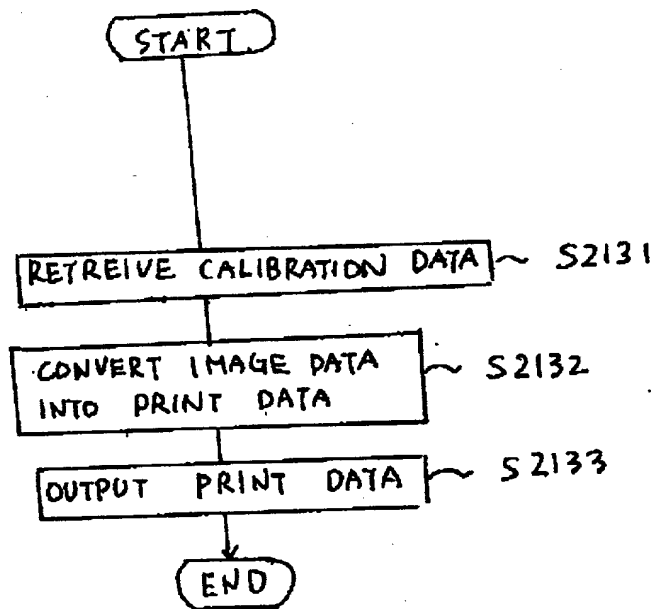 START
RETREIVE CALIBRATION DATA S2131
CONVERT IMAGE DATA S2132
INTO PRINT DATA
OUTPUT PRINT DATA S2133
END